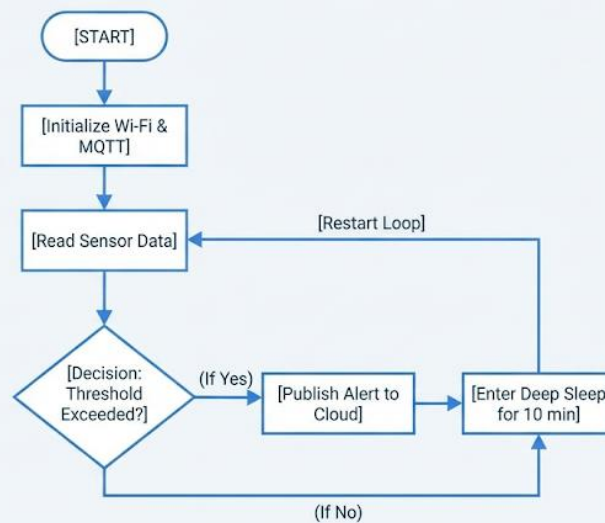 [START]
[Initialize Wi-Fi &
MQTT]
[Read Sensor Data]
[Restart Loop]
[Decision:
Threshold
Exceeded?]
(If Yes)
[Publish Alert to
Cloud]
[Enter Deep Sleep
for 10 min]
(If No)